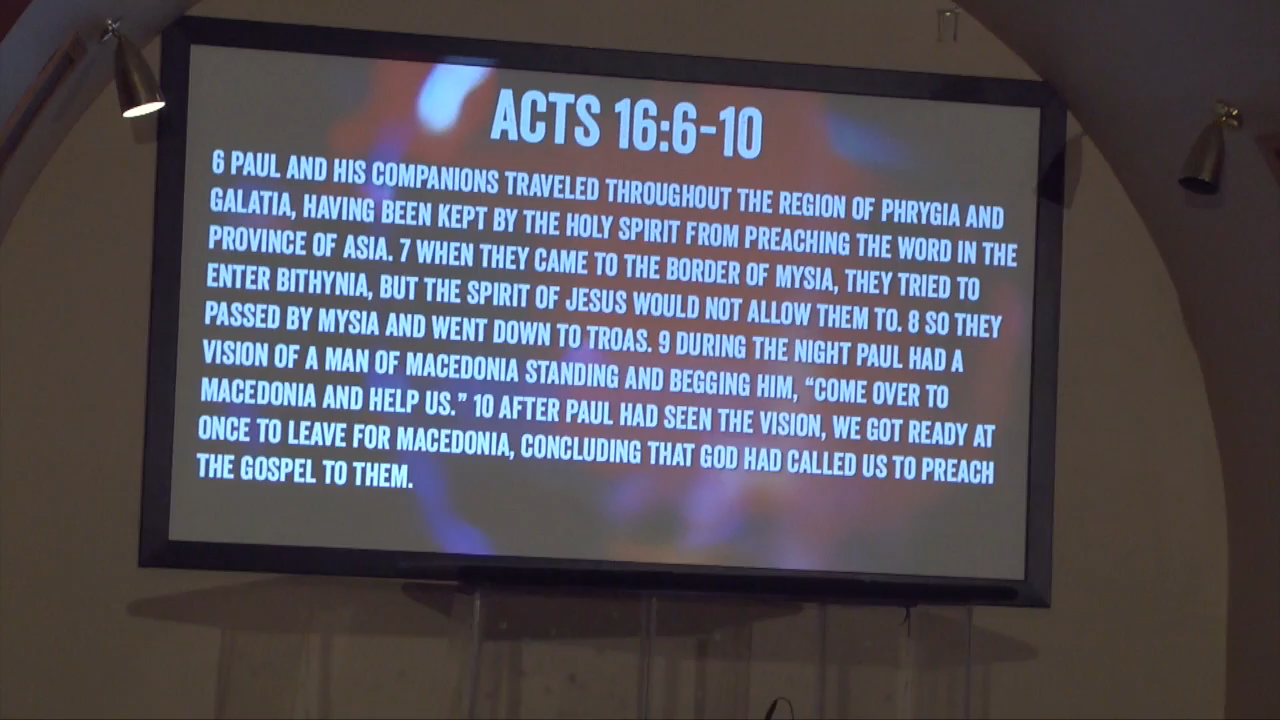 ACTS 16:6-10
6 PAUL AND HIS COMPANIONS TRAVELED THROUGHOUT THE REGION OF PHRYGIA AND
GALATIA, HAVING BEEN KEPT BY THE HOLY SPIRIT FROM PREACHING THE WORD IN THE
PROVINCE OF ASIA. 7 WHEN THEY CAME TO THE BORDER OF MYSIA, THEY TRIED TO
ENTER BITHYNIA, BUT THE SPIRIT OF JESUS WOULD NOT ALLOW THEM TO. 8 SO THEY
PASSED BY MYSIA AND WENT DOWN TO TROAS. 9 DURING THE NIGHT PAUL HAD A
VISION OF A MAN OF MACEDONIA STANDING AND BEGGING HIM, “COME OVER TO
MACEDONIA AND HELP US.” 10 AFTER PAUL HAD SEEN THE VISION, WE GOT READY AT
ONCE TO LEAVE FOR MACEDONIA, CONCLUDING THAT GOD HAD CALLED US TO PREACH
THE GOSPEL TO THEM.